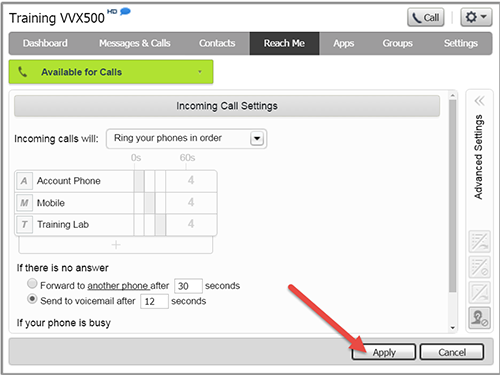 Training VVX500 HD Call
Dashboard Messages & Calls Contacts Reach Me Apps Groups Settings
Available for Calls
Incoming Call Settings
Incoming calls will: Ring your phones in order
0s 60s
A Account Phone 4
M Mobile 4
T Training Lab 4
+
If there is no answer
Forward to another phone after 30 seconds
Send to voicemail after 12 seconds
If your phone is busy
Advanced Settings
Apply Cancel